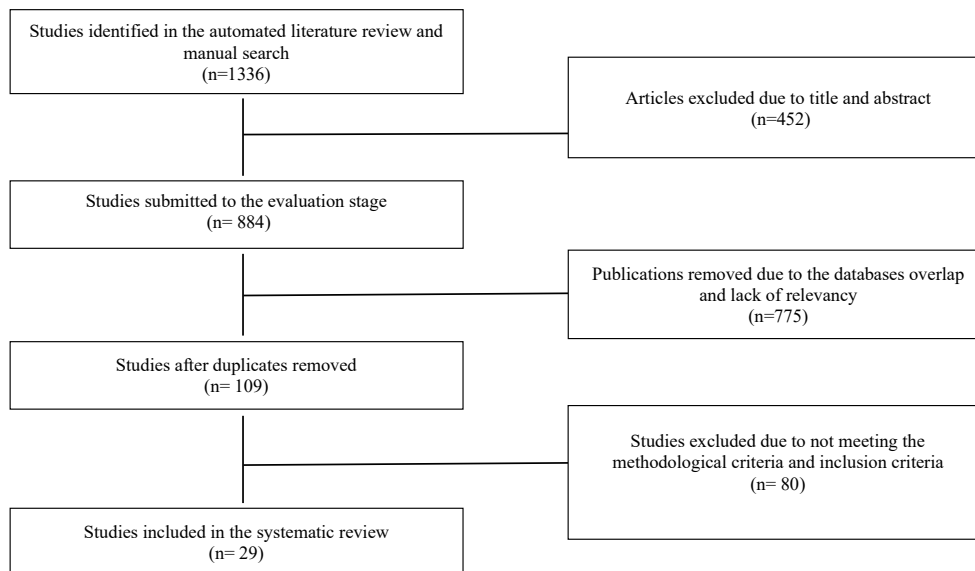 Studies identified in the automated literature review and
manual search
(n=1336)
Articles excluded due to title and abstract
(n=452)
Studies submitted to the evaluation stage
(n= 884)
Publications removed due to the databases overlap
and lack of relevancy
(n=775)
Studies after duplicates removed
(n= 109)
Studies excluded due to not meeting the
methodological criteria and inclusion criteria
(n= 80)
Studies included in the systematic review
(n= 29)